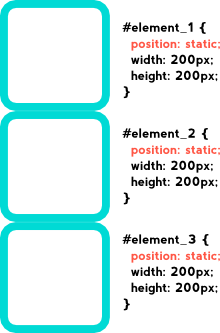 #element_1 {
position: static;
width: 200px;
height: 200px;
}
#element_2 {
position: static;
width: 200px;
height: 200px;
}
#element_3 {
position: static;
width: 200px;
height: 200px;
}